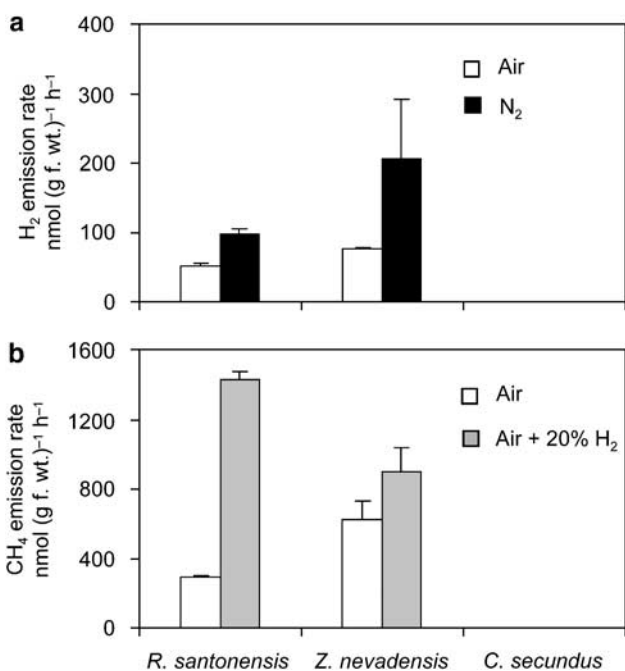 a
400
300
200
100
0
H₂ emission rate
nmol (g f. wt.)⁻¹ h⁻¹
Air
N₂
b
1600
1200
800
400
0
CH₄ emission rate
nmol (g f. wt.)⁻¹ h⁻¹
Air
Air + 20% H₂
R. santonensis Z. nevadensis C. secundus